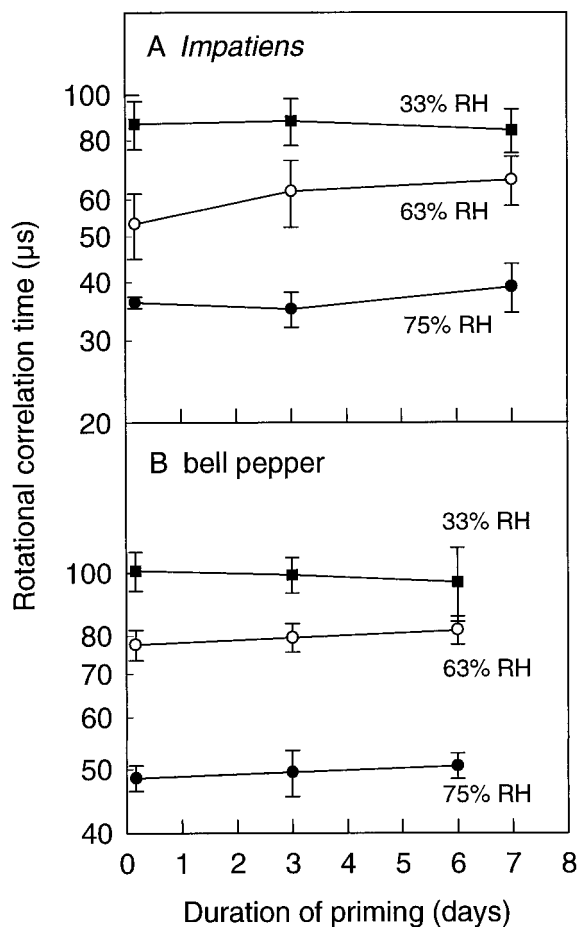 A Impatiens
100
33% RH
80
60
63% RH
50
40
75% RH
30
20
B bell pepper
33% RH
100
80
63% RH
70
60
50
75% RH
40
0 1 2 3 4 5 6 7 8
Duration of priming (days)
Rotational correlation time (µs)